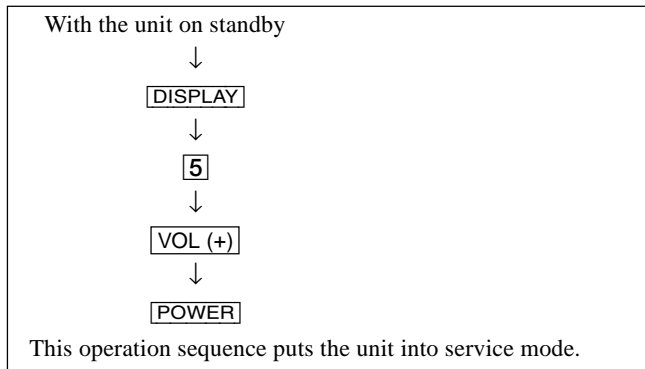 With the unit on standby
↓
DISPLAY
↓
5
↓
VOL (+)
↓
POWER
This operation sequence puts the unit into service mode.